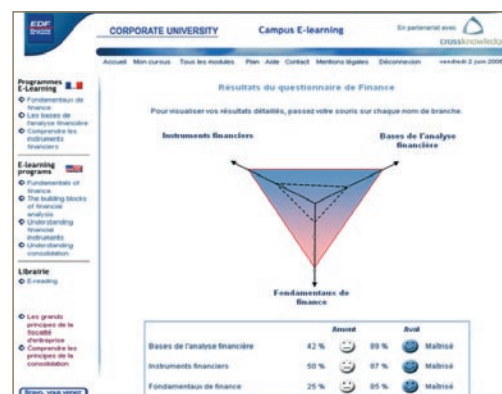 EDF
CORPORATE UNIVERSITY
Campus E-learning
En partenariat avec
crossknowledge
Accueil Mon cursus Tous les modules Plan Aide Contact Mentions légales Déconnexion vendredi 2 juin 2006
Programmes
E-Learning
Fondamentaux de
finance
Les bases de
l'analyse financière
Comprendre les
instruments
financiers
E-learning
programs
Fundamentals of
finance
The building blocks
of financial
analysis
Understanding
financial
instruments
Understanding
consolidation
Librairie
E-reading
Les grands
principes de la
fiscalité
d'entreprise
Comprendre les
principes de la
consolidation
Bravo, vous venez
Résultats du questionnaire de Finance
Pour visualiser vos résultats détaillés, passez votre souris sur chaque nom de branche.
Instruments financiers
Bases de l'analyse
financière
Fondamentaux de
finance
Amont Aval
Bases de l'analyse financière 42 % 89 % Maîtrisé
Instruments financiers 50 % 87 % Maîtrisé
Fondamentaux de finance 25 % 85 % Maîtrisé